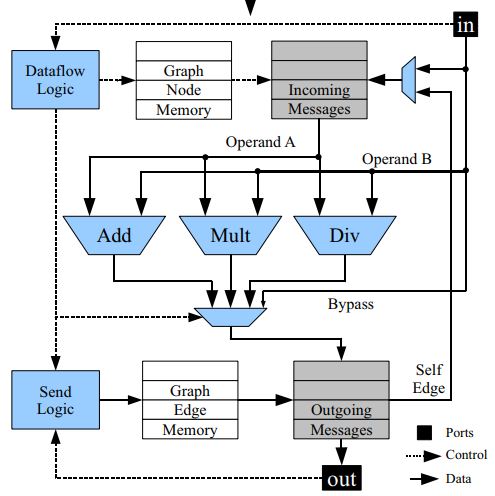 in
Dataflow
Logic
Graph
Node
Memory
Incoming
Messages
Operand A
Operand B
Add
Mult
Div
Bypass
Send
Logic
Graph
Edge
Memory
Outgoing
Messages
Self
Edge
Ports
Control
Data
out